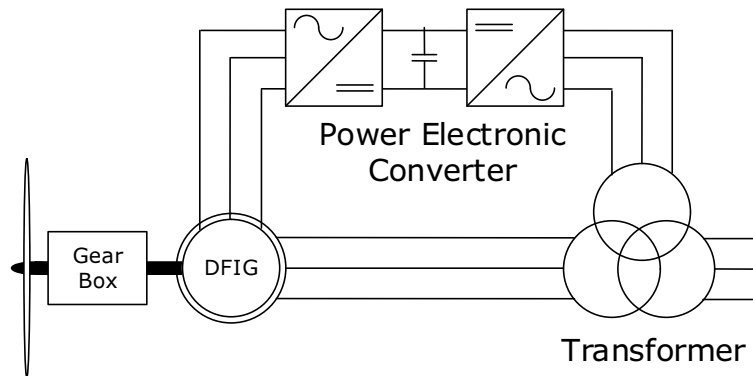 Power Electronic
Converter
Gear
Box
DFIG
Transformer